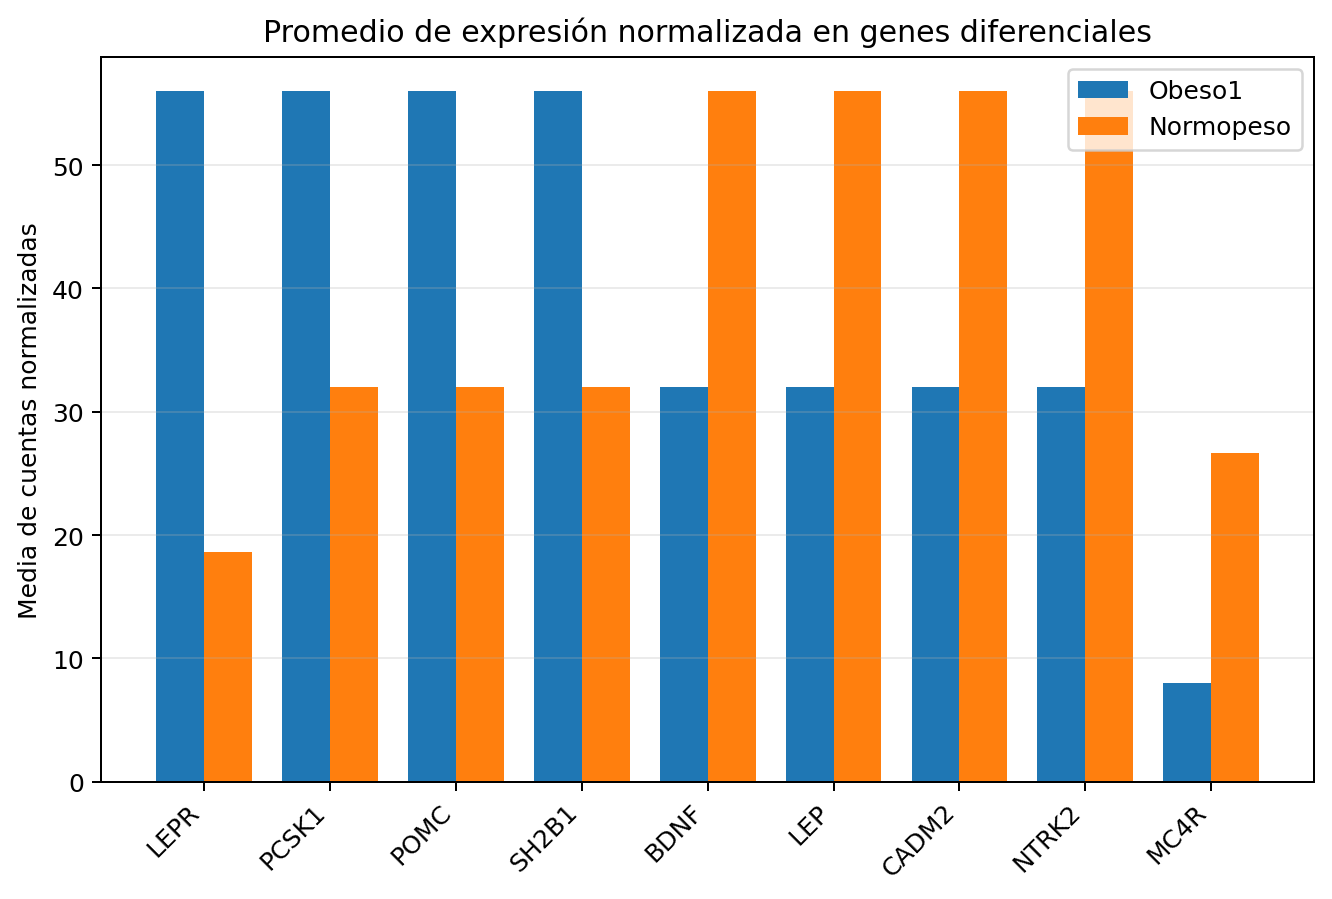 Promedio de expresión normalizada en genes diferenciales
Obeso1
Normopeso
Media de cuentas normalizadas
50
40
30
20
10
0
LEPR
PCSK1
POMC
SH2B1
BDNF
LEP
CADM2
NTRK2
MC4R